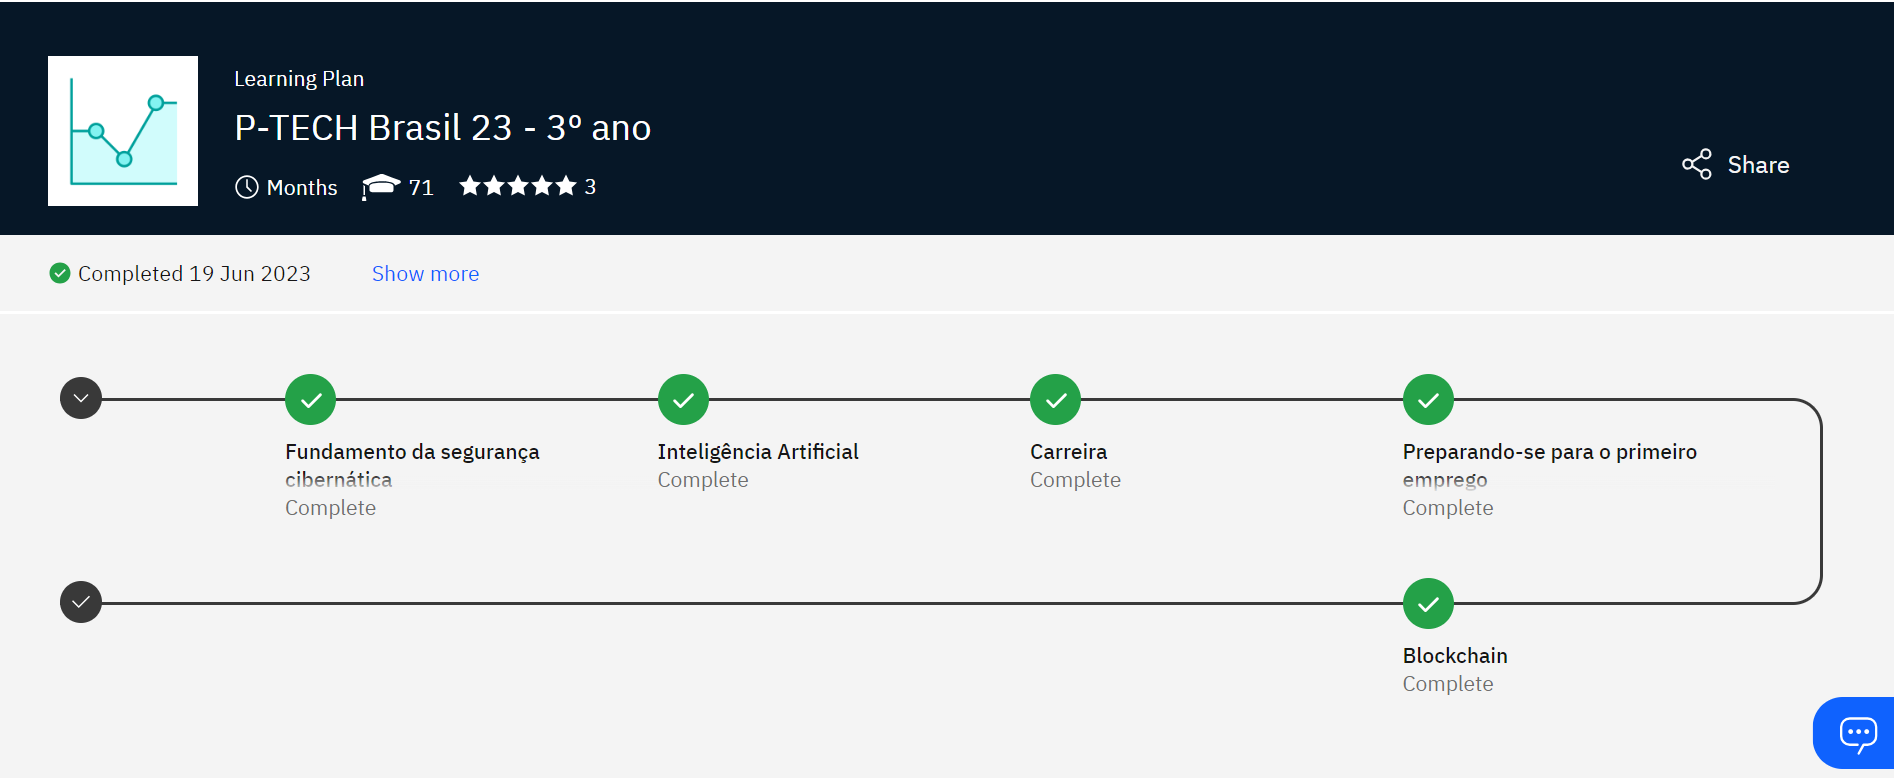 Learning Plan
P-TECH Brasil 23 - 3º ano
Months 71 3
Share
Completed 19 Jun 2023 Show more
Fundamento da segurança
cibernática
Complete
Inteligência Artificial
Complete
Carreira
Complete
Preparando-se para o primeiro
emprego
Complete
Blockchain
Complete